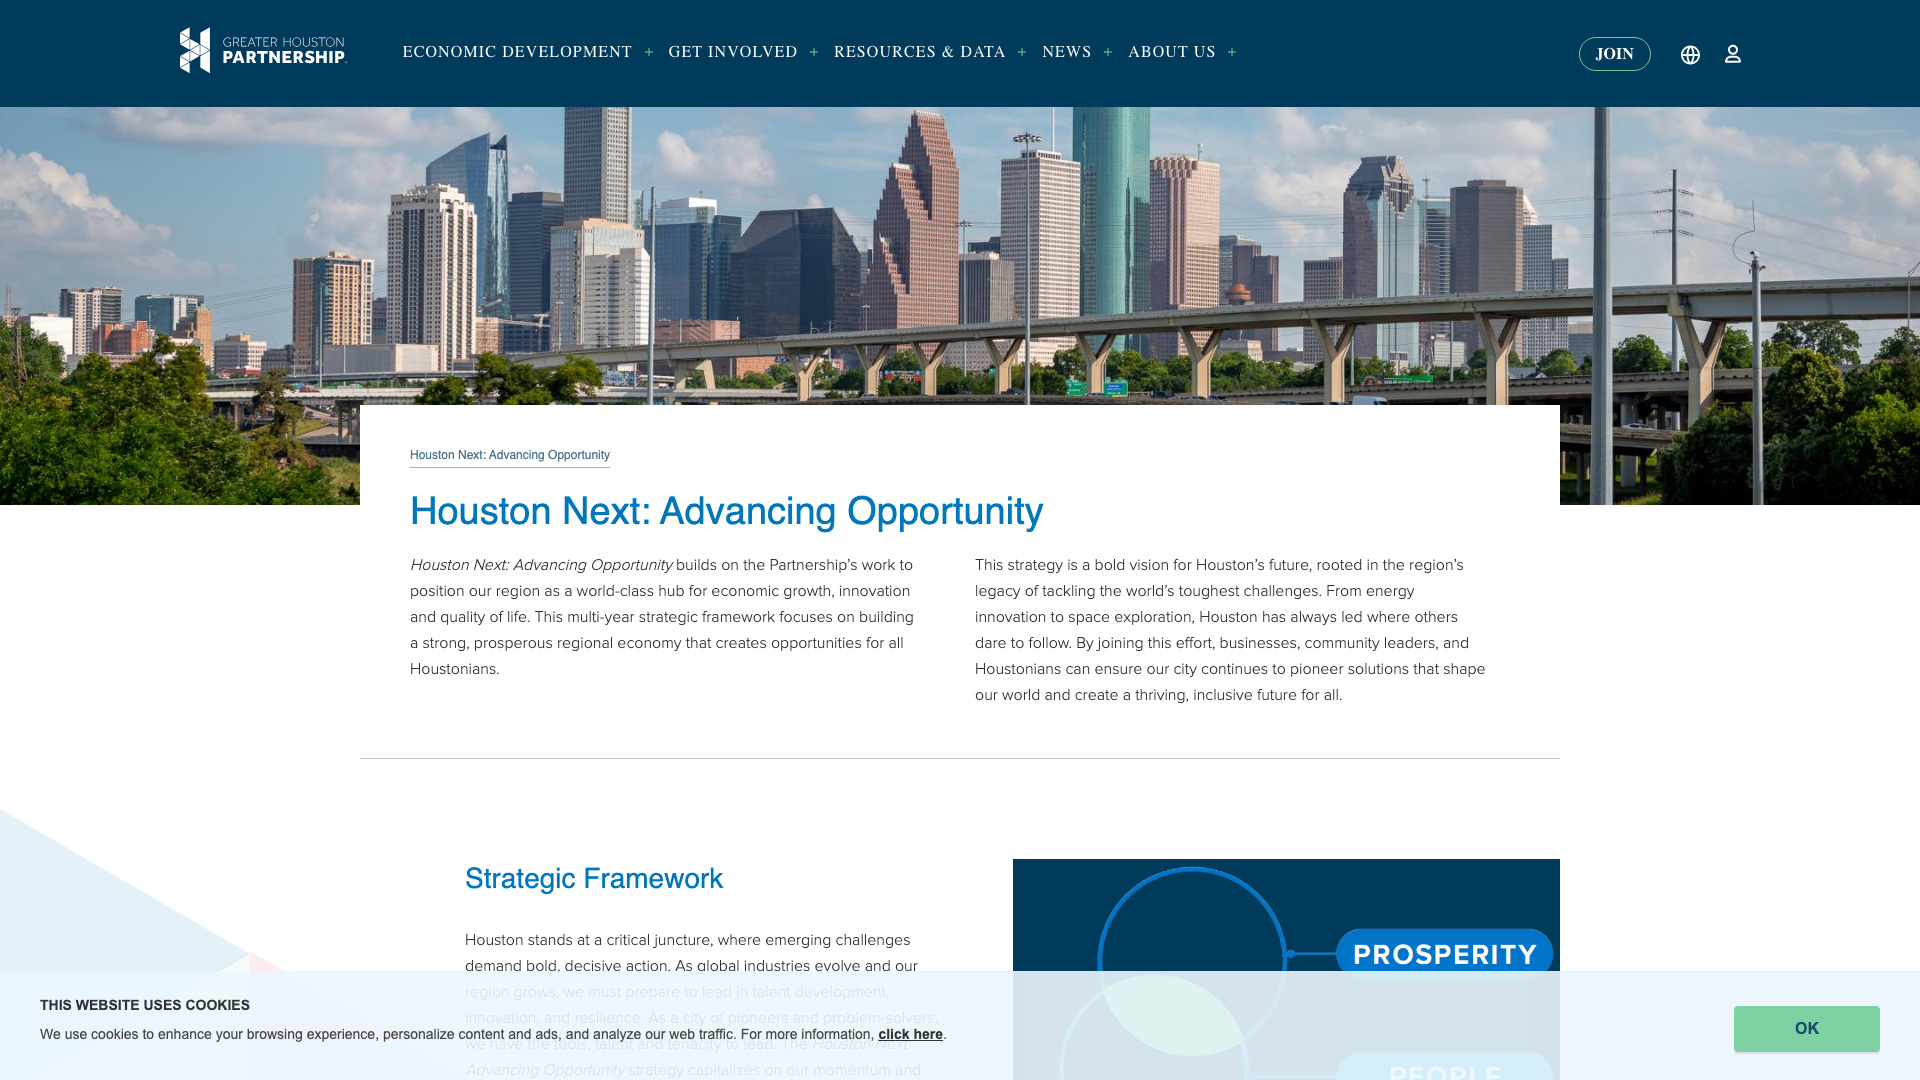 GREATER HOUSTON
PARTNERSHIP.
ECONOMIC DEVELOPMENT + GET INVOLVED + RESOURCES & DATA + NEWS + ABOUT US +
JOIN
Houston Next: Advancing Opportunity
Houston Next: Advancing Opportunity
Houston Next: Advancing Opportunity builds on the Partnership’s work to
position our region as a world-class hub for economic growth, innovation
and quality of life. This multi-year strategic framework focuses on building
a strong, prosperous regional economy that creates opportunities for all
Houstonians.
This strategy is a bold vision for Houston’s future, rooted in the region’s
legacy of tackling the world’s toughest challenges. From energy
innovation to space exploration, Houston has always led where others
dare to follow. By joining this effort, businesses, community leaders, and
Houstonians can ensure our city continues to pioneer solutions that shape
our world and create a thriving, inclusive future for all.
Strategic Framework
Houston stands at a critical juncture, where emerging challenges
demand bold, decisive action. As global industries evolve and our
region grows, we must prepare to lead in talent development,
innovation, and resilience. As a city of pioneers and problem-solvers,
we have the tools, talent and tenacity to lead. The Houston Next:
Advancing Opportunity strategy capitalizes on our momentum and
PROSPERITY
PEOPLE
THIS WEBSITE USES COOKIES
We use cookies to enhance your browsing experience, personalize content and ads, and analyze our web traffic. For more information, click here.
OK